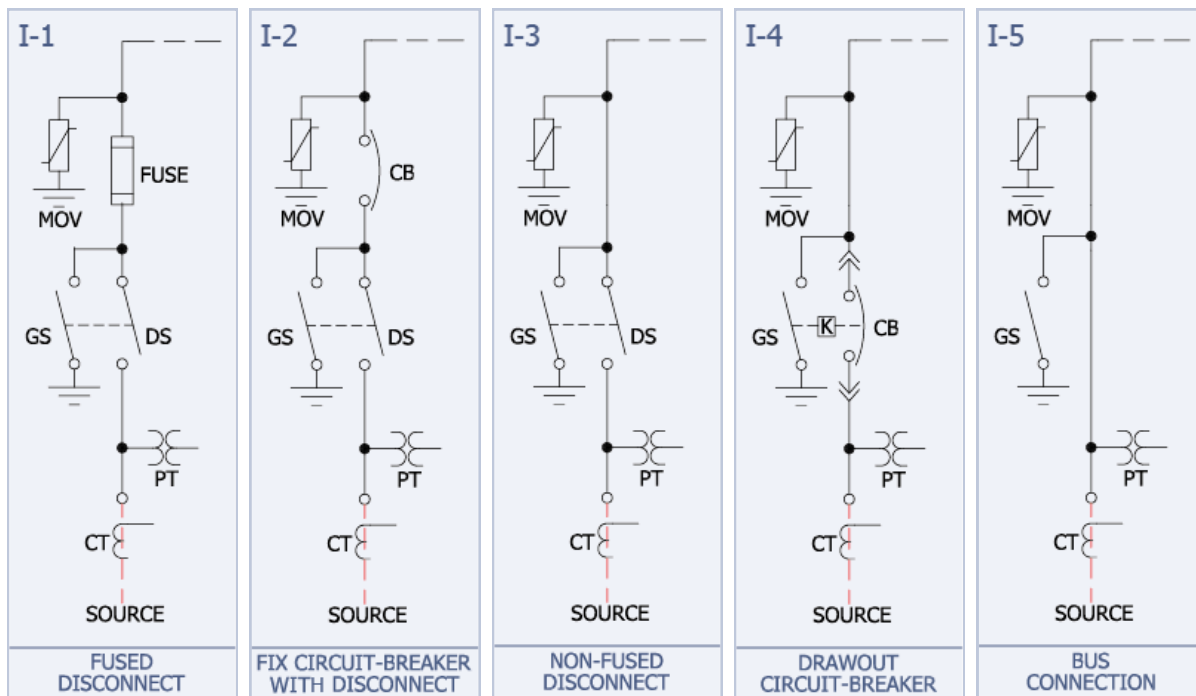 I-1
FUSE
MOV
GS
DS
PT
CT
SOURCE
FUSED
DISCONNECT
I-2
CB
MOV
GS
DS
PT
CT
SOURCE
FIX CIRCUIT-BREAKER
WITH DISCONNECT
I-3
MOV
GS
DS
PT
CT
SOURCE
NON-FUSED
DISCONNECT
I-4
MOV
GS
K
CB
PT
CT
SOURCE
DRAWOUT
CIRCUIT-BREAKER
I-5
MOV
GS
PT
CT
SOURCE
BUS
CONNECTION